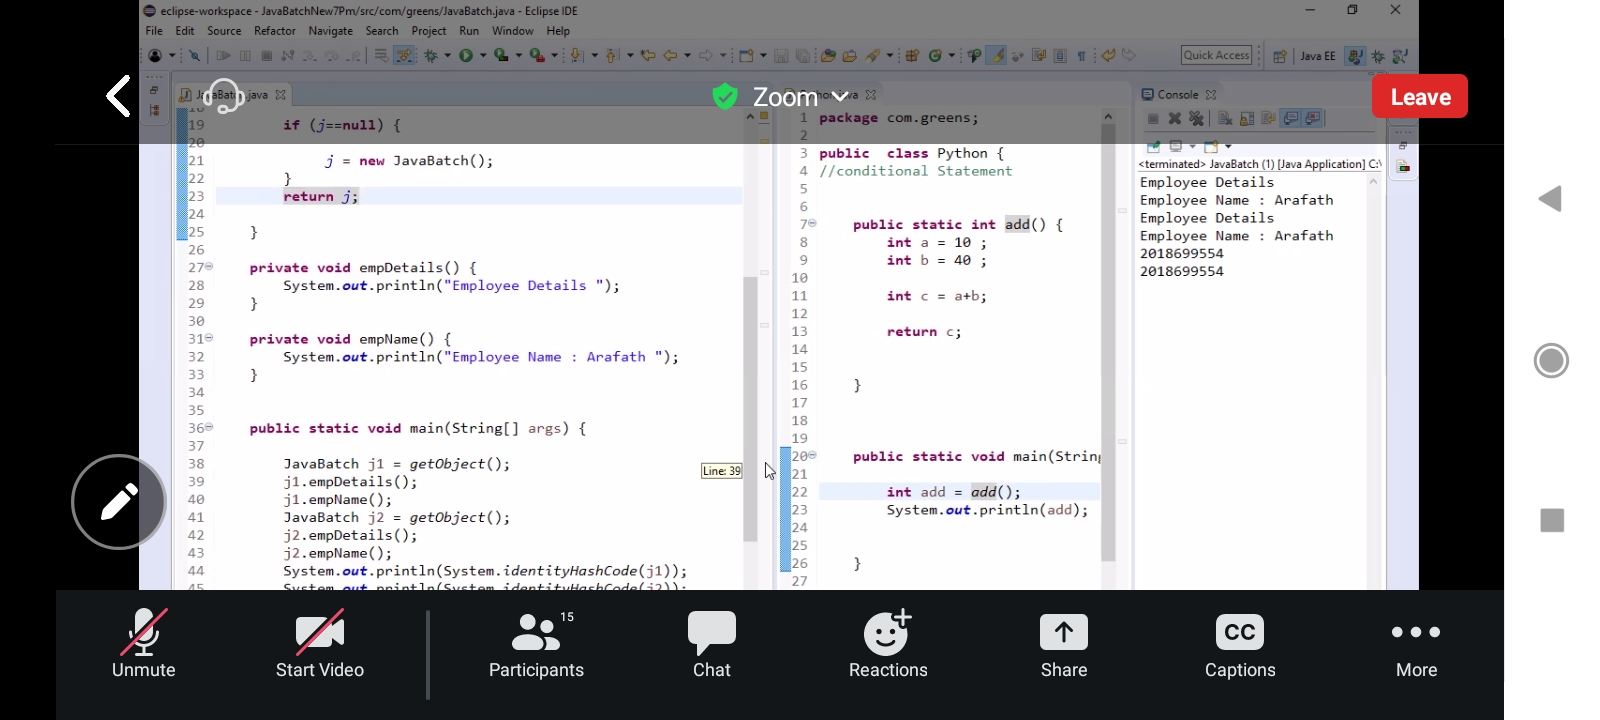 eclipse-workspace - JavaBatchNew7Pm/src/com/greens/JavaBatch.java - Eclipse IDE
File Edit Source Refactor Navigate Search Project Run Window Help
Quick Access
Java EE
Zoom
Leave
Console
19 if (j==null) {
20
21 j = new JavaBatch();
22 }
23 return j;
24
25 }
26
27 private void empDetails() {
28 System.out.println("Employee Details ");
29 }
30
31 private void empName() {
32 System.out.println("Employee Name : Arafath ");
33 }
34
35
36 public static void main(String[] args) {
37
38 JavaBatch j1 = getObject();
39 j1.empDetails();
40 j1.empName();
41 JavaBatch j2 = getObject();
42 j2.empDetails();
43 j2.empName();
44 System.out.println(System.identityHashCode(j1));
45 System.out.println(System.identityHashCode(j2));
Line: 39
1 package com.greens;
2
3 public class Python {
4 //conditional Statement
5
6
7 public static int add() {
8 int a = 10 ;
9 int b = 40 ;
10
11 int c = a+b;
12
13 return c;
14
15
16 }
17
18
19
20 public static void main(String
21
22 int add = add();
23 System.out.println(add);
24
25
26 }
27
<terminated> JavaBatch (1) [Java Application] C:\
Employee Details
Employee Name : Arafath
Employee Details
Employee Name : Arafath
2018699554
2018699554
Unmute
Start Video
15
Participants
Chat
Reactions
Share
CC
Captions
More